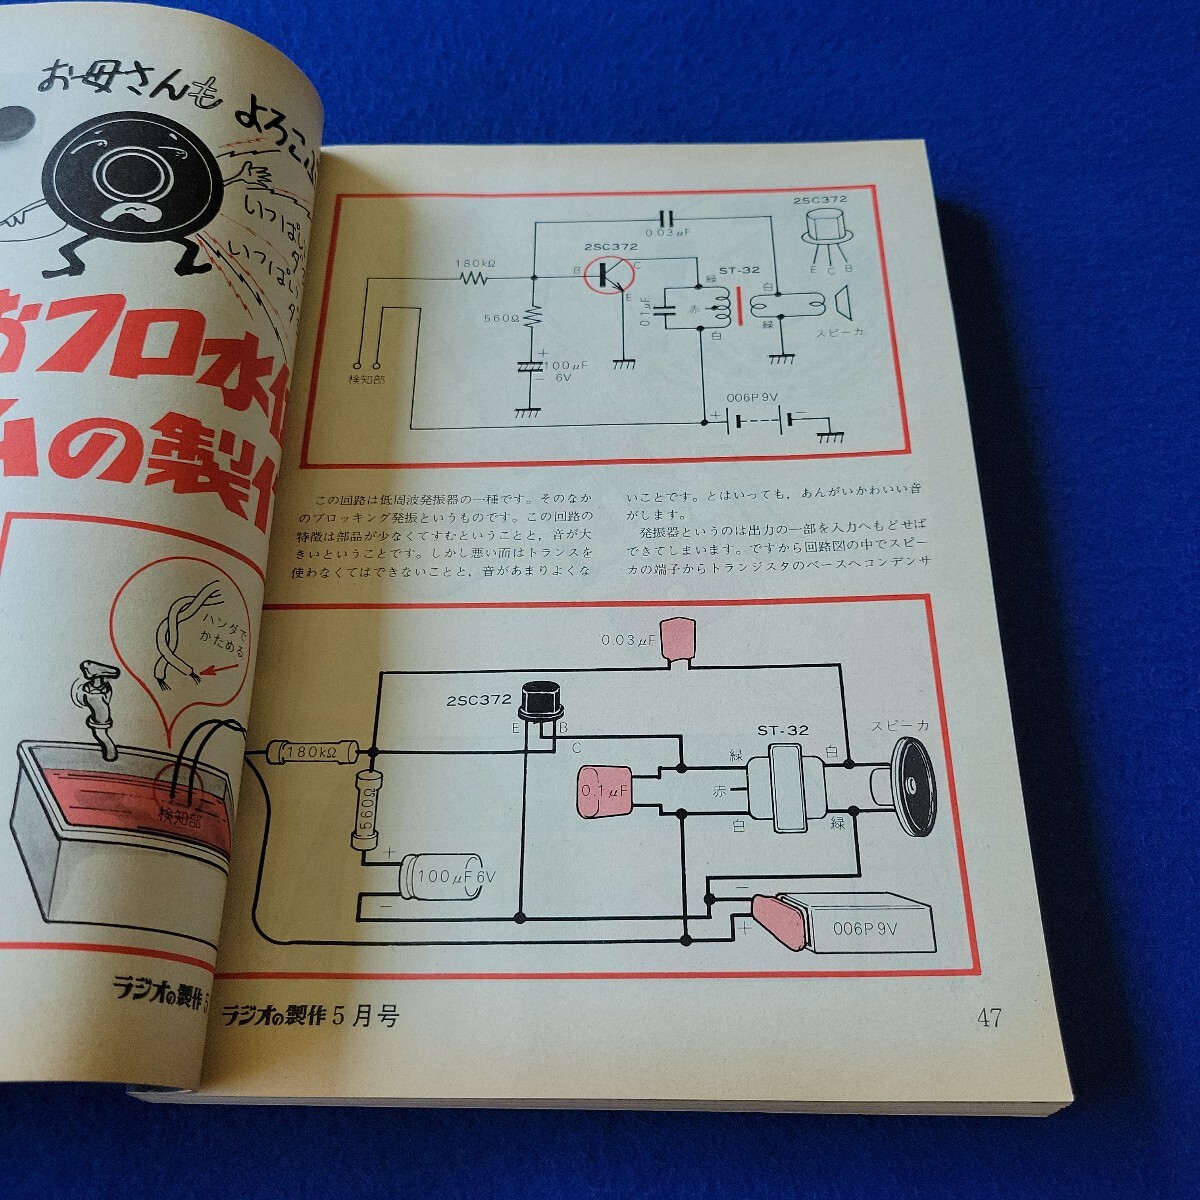 お母さんも よろこぶ
いっぱい
いっぱい
おフロ水位
ムの製作
ハンダで
かためる
検知部
ラジオの製作 5
2SC372
E C B
0.03μF
2SC372
B
C
E
180kΩ
560Ω
+
100μF
6V
−
検知部
0.1μF
ST-32
緑
赤
白
白
緑
スピーカ
006P 9V
+
−
この回路は低周波発振器の一種です。そのなか
のブロッキング発振というものです。この回路の
特徴は部品が少なくてすむということと，音が大
きいということです。しかし悪い面はトランスを
使わなくてはできないことと，音があまりよくな
いことです。とはいっても，あんがいかわいい音
がします。
発振器というのは出力の一部を入力へもどせば
できてしまいます。ですから回路図の中でスピー
カの端子からトランジスタのベースへコンデンサ
0.03μF
2SC372
E
B
C
180kΩ
560Ω
+
100μF 6V
−
0.1μF
ST-32
緑
赤
白
白
緑
スピーカ
−
+
006P 9V
ラジオの製作 5月号
47